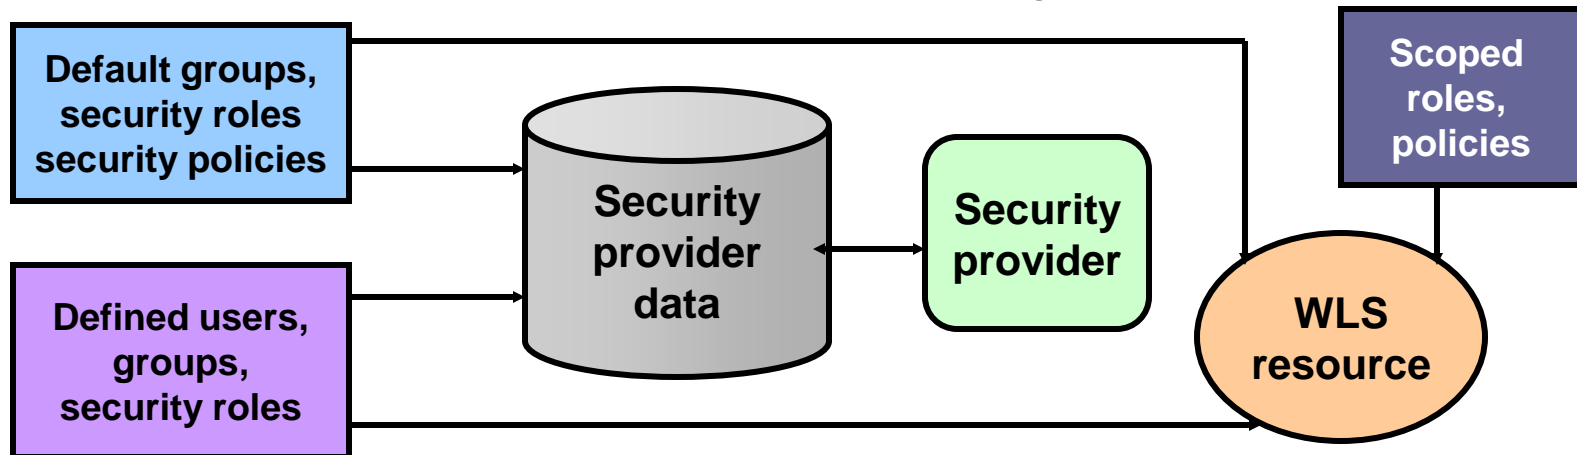 Default groups,
security roles
security policies
Security
provider
data
Security
provider
Scoped
roles,
policies
Defined users,
groups,
security roles
WLS
resource